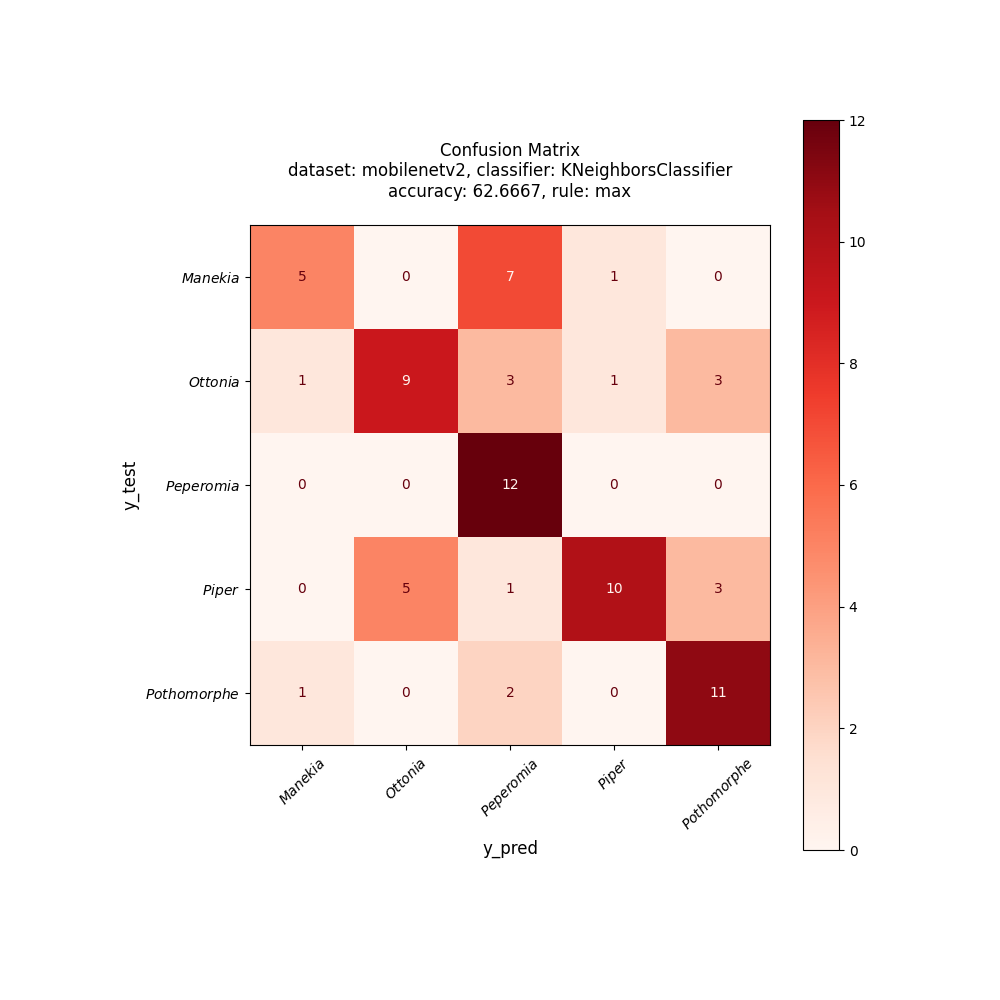 Confusion Matrix
dataset: mobilenetv2, classifier: KNeighborsClassifier
accuracy: 62.6667, rule: max
y_test
Manekia 5 0 7 1 0
Ottonia 1 9 3 1 3
Peperomia 0 0 12 0 0
Piper 0 5 1 10 3
Pothomorphe 1 0 2 0 11
Manekia Ottonia Peperomia Piper Pothomorphe
y_pred
12
10
8
6
4
2
0